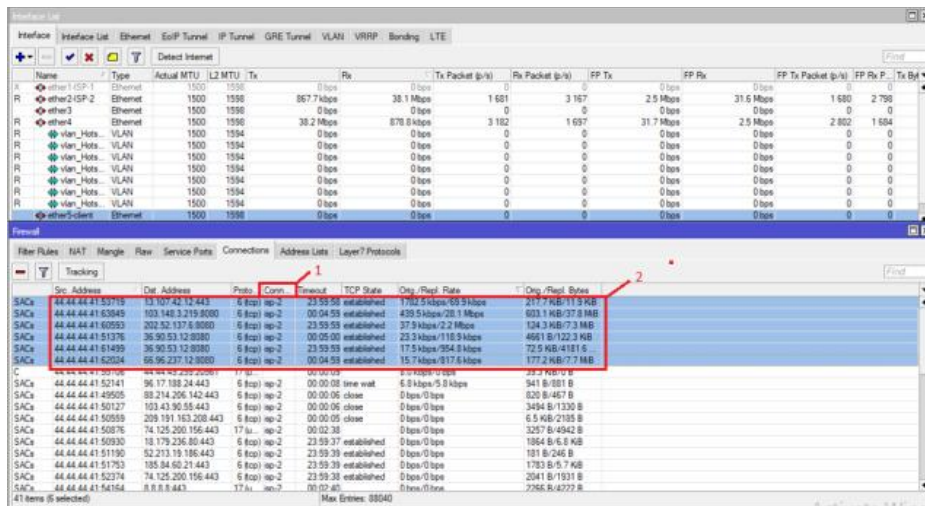 Interface List
Interface Interface List Ethernet EoIP Tunnel IP Tunnel GRE Tunnel VLAN VRRP Bonding LTE
Detect Internet Find
Name Type Actual MTU L2 MTU Tx Rx Tx Packet (p/s) Rx Packet (p/s) FP Tx FP Rx FP Tx Packet (p/s) FP Rx P... Tx Byt
X ether1-ISP-1 Ethernet 1500 1598 0 bps 0 bps 0 0 0 bps 0 bps 0 0
R ether2-ISP-2 Ethernet 1500 1598 867.7 kbps 38.1 Mbps 1 681 3 167 2.5 Mbps 31.6 Mbps 1 680 2 798
ether3 Ethernet 1500 1598 0 bps 0 bps 0 0 0 bps 0 bps 0 0
R ether4 Ethernet 1500 1598 38.2 Mbps 878.8 kbps 3 182 1 697 31.7 Mbps 2.5 Mbps 2 802 1 684
R vlan_Hots... VLAN 1500 1594 0 bps 0 bps 0 0 0 bps 0 bps 0 0
R vlan_Hots... VLAN 1500 1594 0 bps 0 bps 0 0 0 bps 0 bps 0 0
R vlan_Hots... VLAN 1500 1594 0 bps 0 bps 0 0 0 bps 0 bps 0 0
R vlan_Hots... VLAN 1500 1594 0 bps 0 bps 0 0 0 bps 0 bps 0 0
R vlan_Hots... VLAN 1500 1594 0 bps 0 bps 0 0 0 bps 0 bps 0 0
ether5-client Ethernet 1500 1598 0 bps 0 bps 0 0 0 bps 0 bps 0 0
Firewall
Filter Rules NAT Mangle Raw Service Ports Connections Address Lists Layer7 Protocols
Tracking 1 2 Find
Src. Address Dst. Address Proto... Conn... Timeout TCP State Orig./Repl. Rate Orig./Repl. Bytes
SACs 44.44.44.41:53719 13.107.42.12:443 6 (tcp) isp-2 23:59:58 established 1782.5 kbps/69.9 kbps 217.7 KiB/11.9 KiB
SACs 44.44.44.41:63849 103.148.3.219:8080 6 (tcp) isp-2 00:04:59 established 439.5 kbps/28.1 Mbps 603.1 KiB/37.8 MiB
SACs 44.44.44.41:60593 202.52.137.6:8080 6 (tcp) isp-2 23:59:59 established 37.9 kbps/2.2 Mbps 124.3 KiB/7.3 MiB
SACs 44.44.44.41:51376 36.90.53.12:8080 6 (tcp) isp-2 00:05:00 established 23.3 kbps/118.9 kbps 4661 B/122.3 KiB
SACs 44.44.44.41:61499 36.90.53.12:8080 6 (tcp) isp-2 23:59:59 established 17.5 kbps/954.8 kbps 72.5 KiB/4181.6 ...
SACs 44.44.44.41:62024 66.96.237.12:8080 6 (tcp) isp-2 00:04:59 established 15.7 kbps/817.6 kbps 177.2 KiB/7.7 MiB
C isp-2 00:00:09
SACs 44.44.44.41:52141 96.17.188.24:443 6 (tcp) isp-2 00:00:08 time wait 6.8 kbps/5.8 kbps 941 B/881 B
SACs 44.44.44.41:49505 88.214.206.142:443 6 (tcp) isp-2 00:00:06 close 0 bps/0 bps 820 B/467 B
SACs 44.44.44.41:50127 103.43.90.55:443 6 (tcp) isp-2 00:00:06 close 0 bps/0 bps 3494 B/1330 B
SACs 44.44.44.41:50559 209.191.163.208:443 6 (tcp) isp-2 00:00:05 close 0 bps/0 bps 6.5 KiB/2185 B
SACs 44.44.44.41:50876 74.125.200.156:443 17 (u... isp-2 00:02:38 0 bps/0 bps 3257 B/4942 B
SACs 44.44.44.41:50930 18.179.236.80:443 6 (tcp) isp-2 23:59:37 established 0 bps/0 bps 1864 B/6.8 KiB
SACs 44.44.44.41:51190 52.213.19.186:443 6 (tcp) isp-2 23:59:39 established 0 bps/0 bps 181 B/246 B
SACs 44.44.44.41:51753 185.84.60.21:443 6 (tcp) isp-2 23:59:39 established 0 bps/0 bps 1783 B/5.7 KiB
SACs 44.44.44.41:52374 74.125.200.156:443 6 (tcp) isp-2 23:59:38 established 0 bps/0 bps 2041 B/1931 B
SACs 44.44.44.41:54164 8.8.8.8:443 17 (u... isp-2 00:02:40 0 bps/0 bps 2266 B/4222 B
41 items (6 selected) Max Entries: 88040